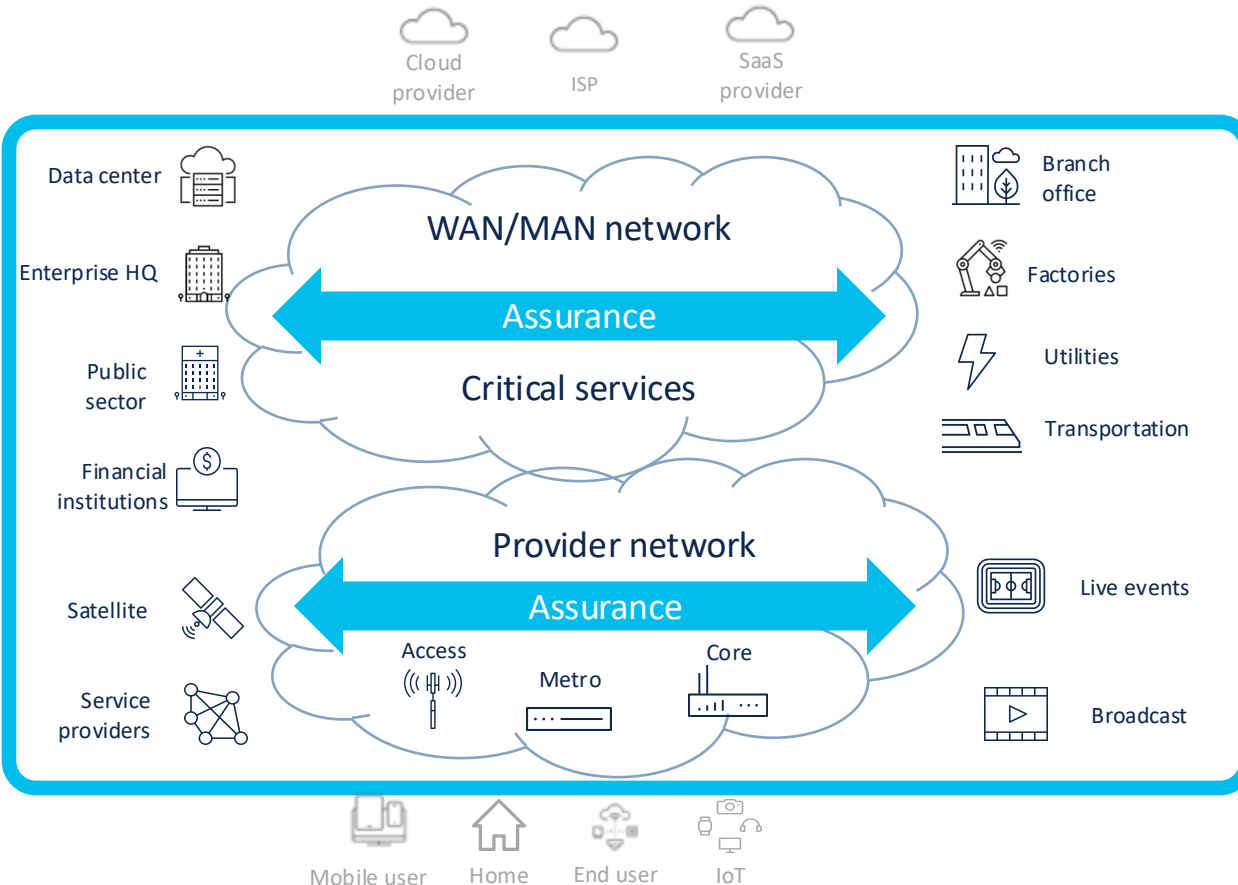 Cloud
provider
ISP
SaaS
provider
Data center
Enterprise HQ
Public
sector
Financial
institutions
Satellite
Service
providers
WAN/MAN network
Assurance
Critical services
Provider network
Assurance
Access
Metro
Core
Branch
office
Factories
Utilities
Transportation
Live events
Broadcast
Mobile user
Home
End user
IoT